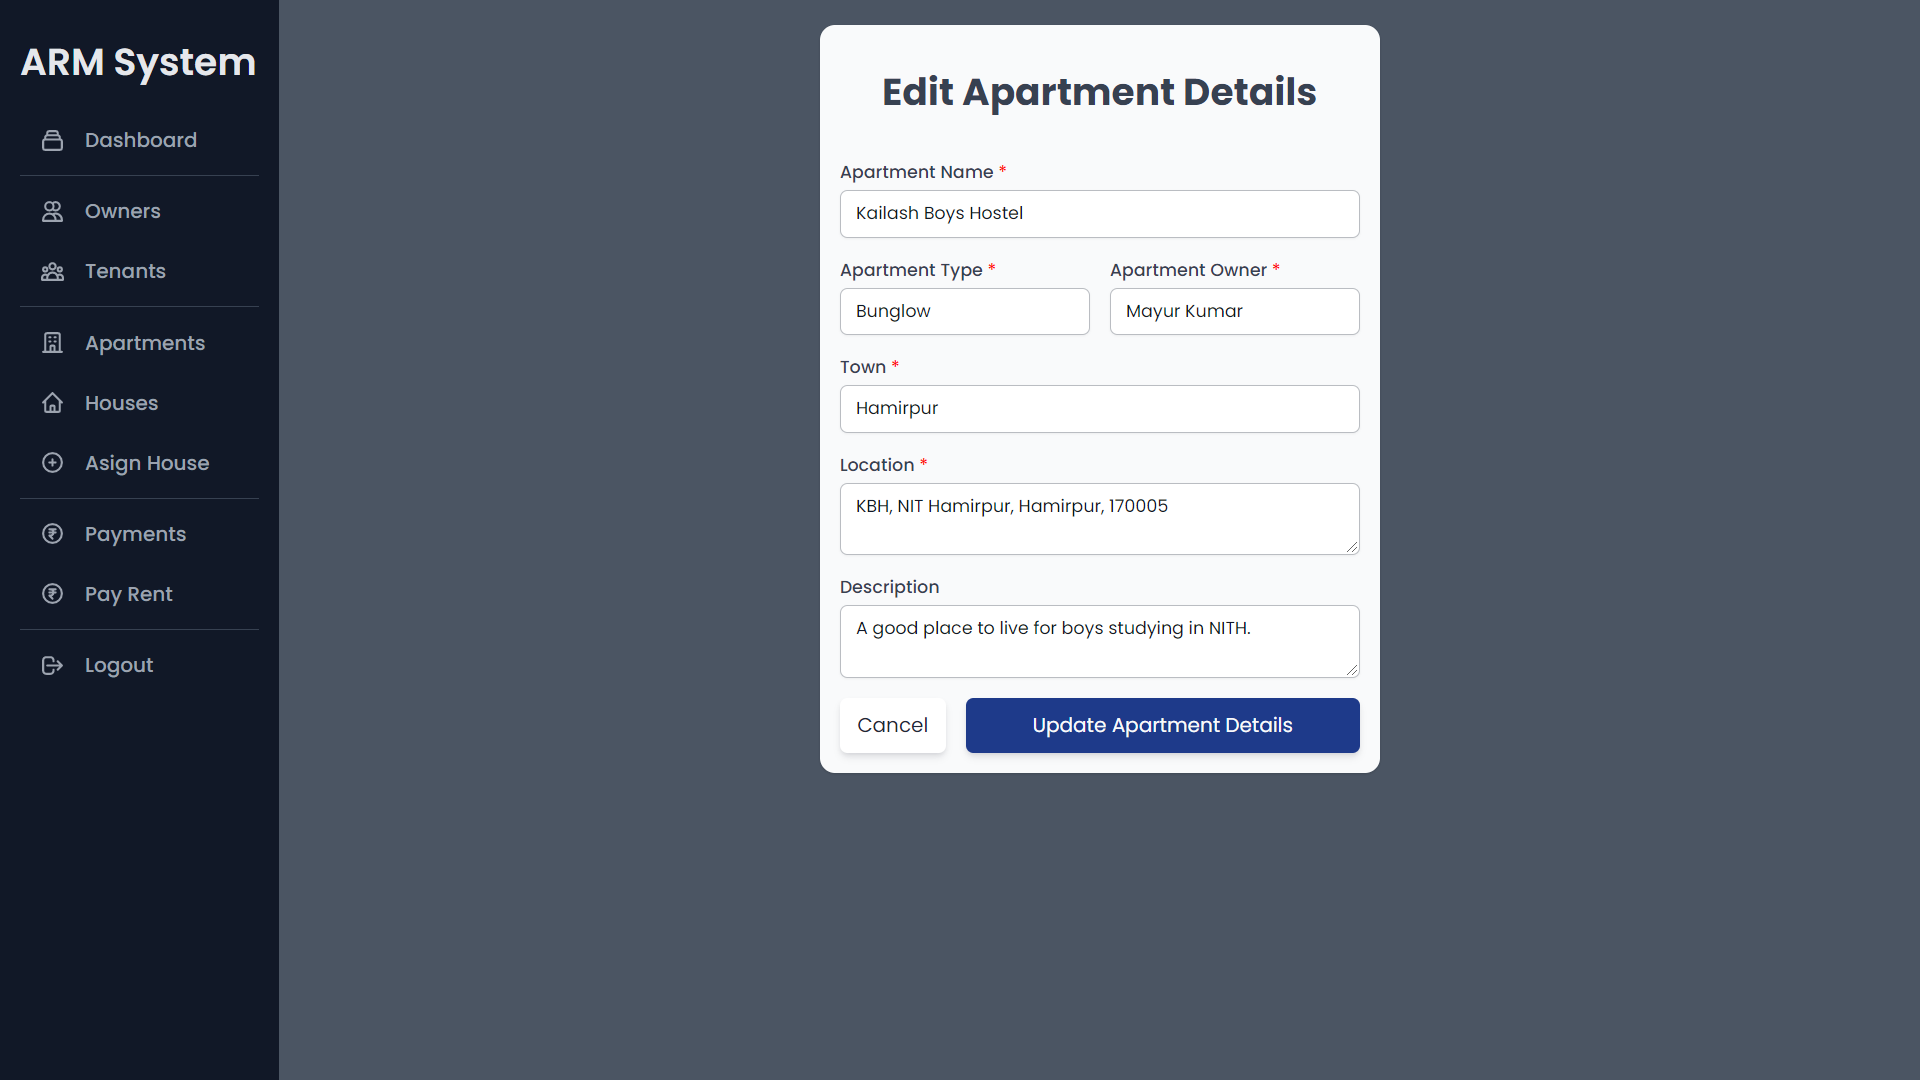 ARM System
Dashboard
Owners
Tenants
Apartments
Houses
Asign House
Payments
Pay Rent
Logout
Edit Apartment Details
Apartment Name *
Kailash Boys Hostel
Apartment Type *
Apartment Owner *
Bunglow
Mayur Kumar
Town *
Hamirpur
Location *
KBH, NIT Hamirpur, Hamirpur, 170005
Description
A good place to live for boys studying in NITH.
Cancel
Update Apartment Details